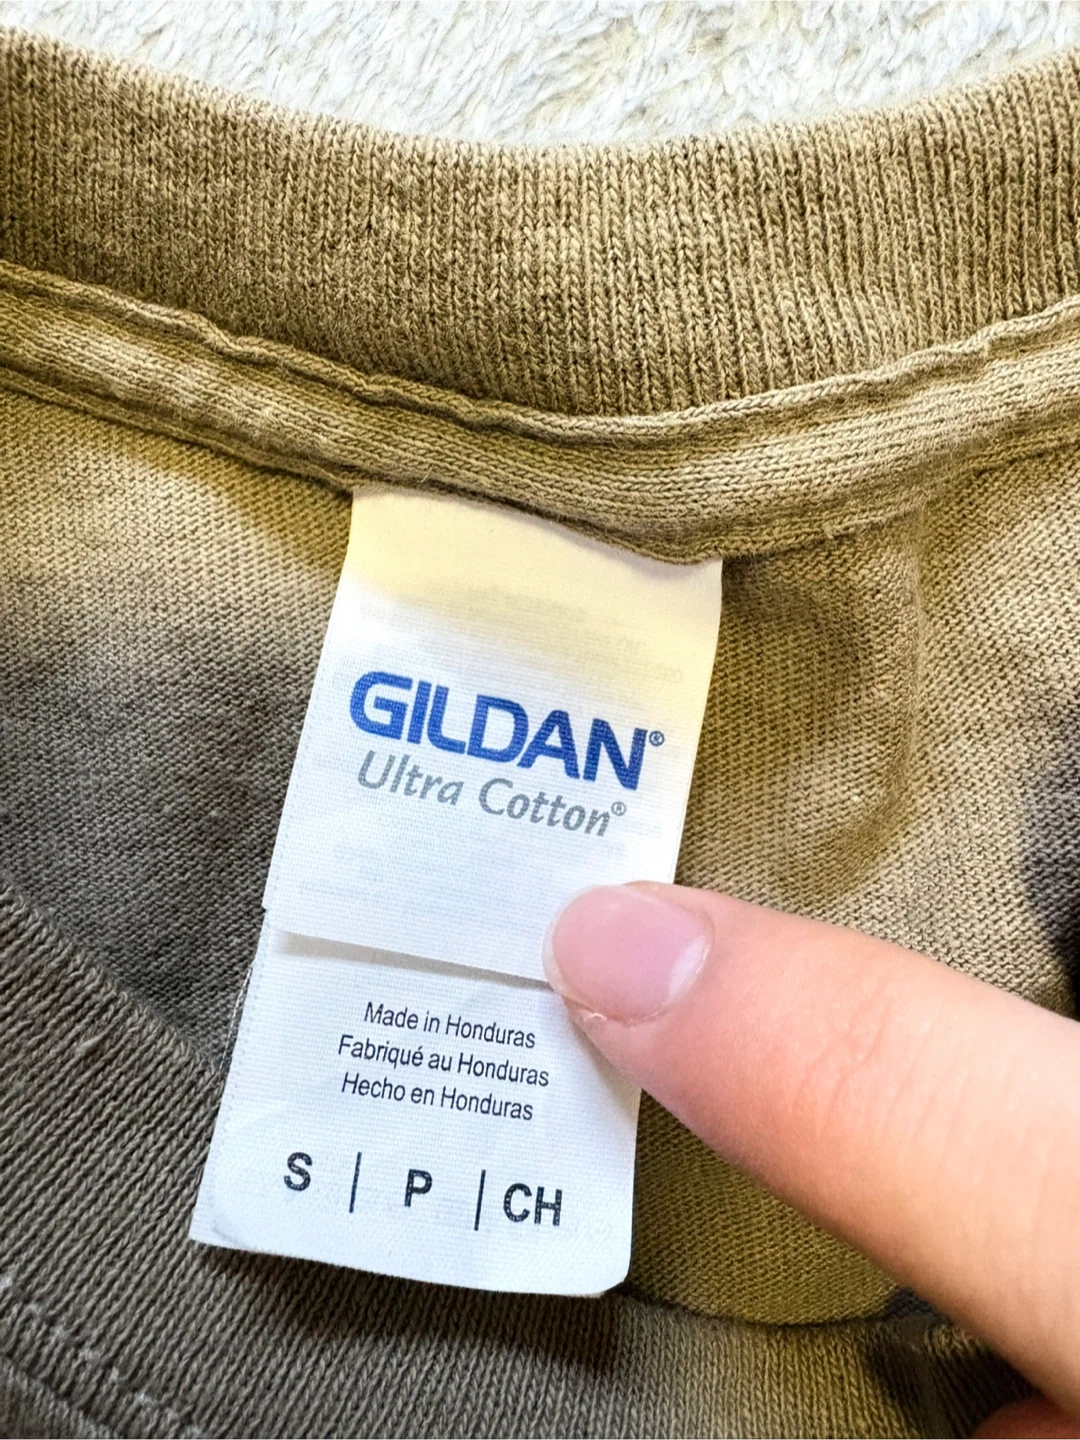 GILDAN®
Ultra Cotton®
Made in Honduras
Fabriqué au Honduras
Hecho en Honduras
S | P | CH